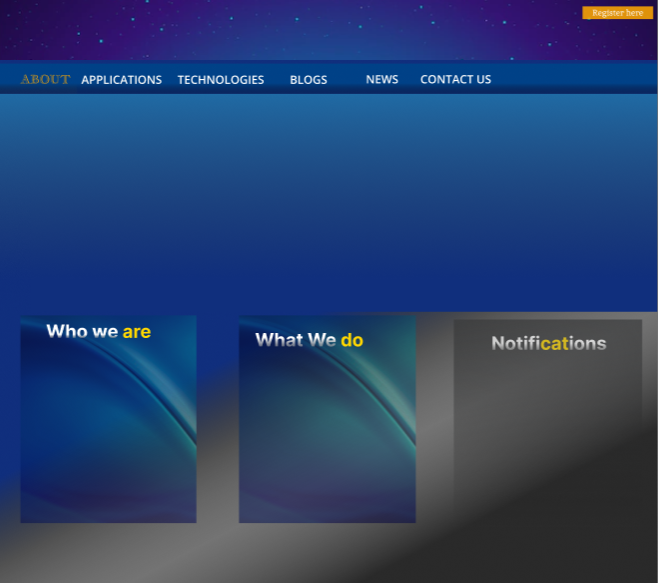 Register here
ABOUT APPLICATIONS TECHNOLOGIES BLOGS NEWS CONTACT US
Who we are
What We do
Notifications